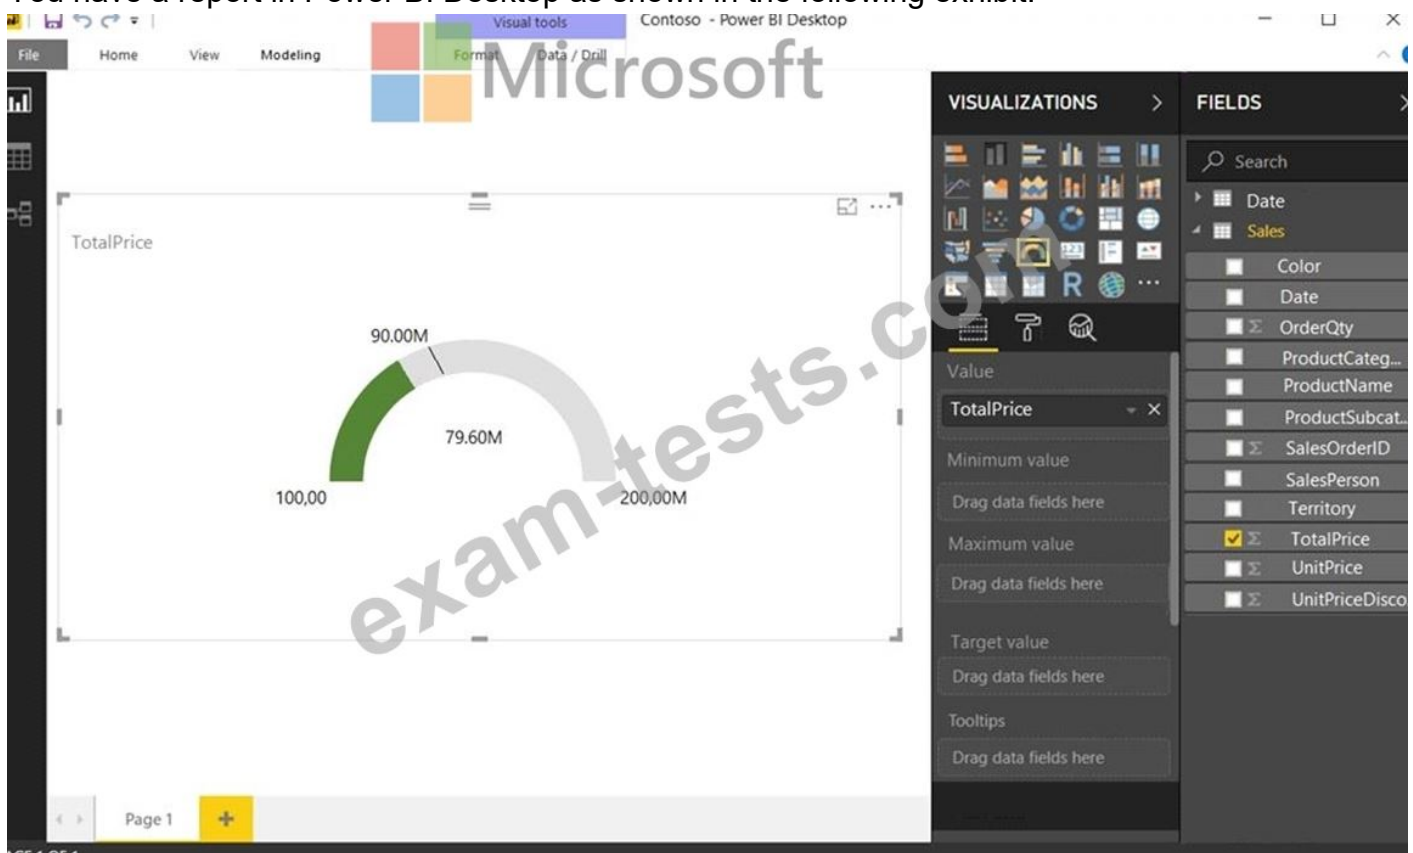 You have a report in Power BI Desktop as shown in the following exhibit.
Visual tools
Contoso - Power BI Desktop
File
Home
View
Modeling
Format
Data / Drill
Microsoft
VISUALIZATIONS
FIELDS
Search
Date
Sales
Color
Date
OrderQty
ProductCateg...
ProductName
ProductSubcat..
SalesOrderID
SalesPerson
Territory
TotalPrice
UnitPrice
UnitPriceDisco
R
123
Value
TotalPrice
Minimum value
Drag data fields here
Maximum value
Drag data fields here
Target value
Drag data fields here
Tooltips
Drag data fields here
TotalPrice
90.00M
79.60M
100,00
200,00M
exam-tests.com
Page 1